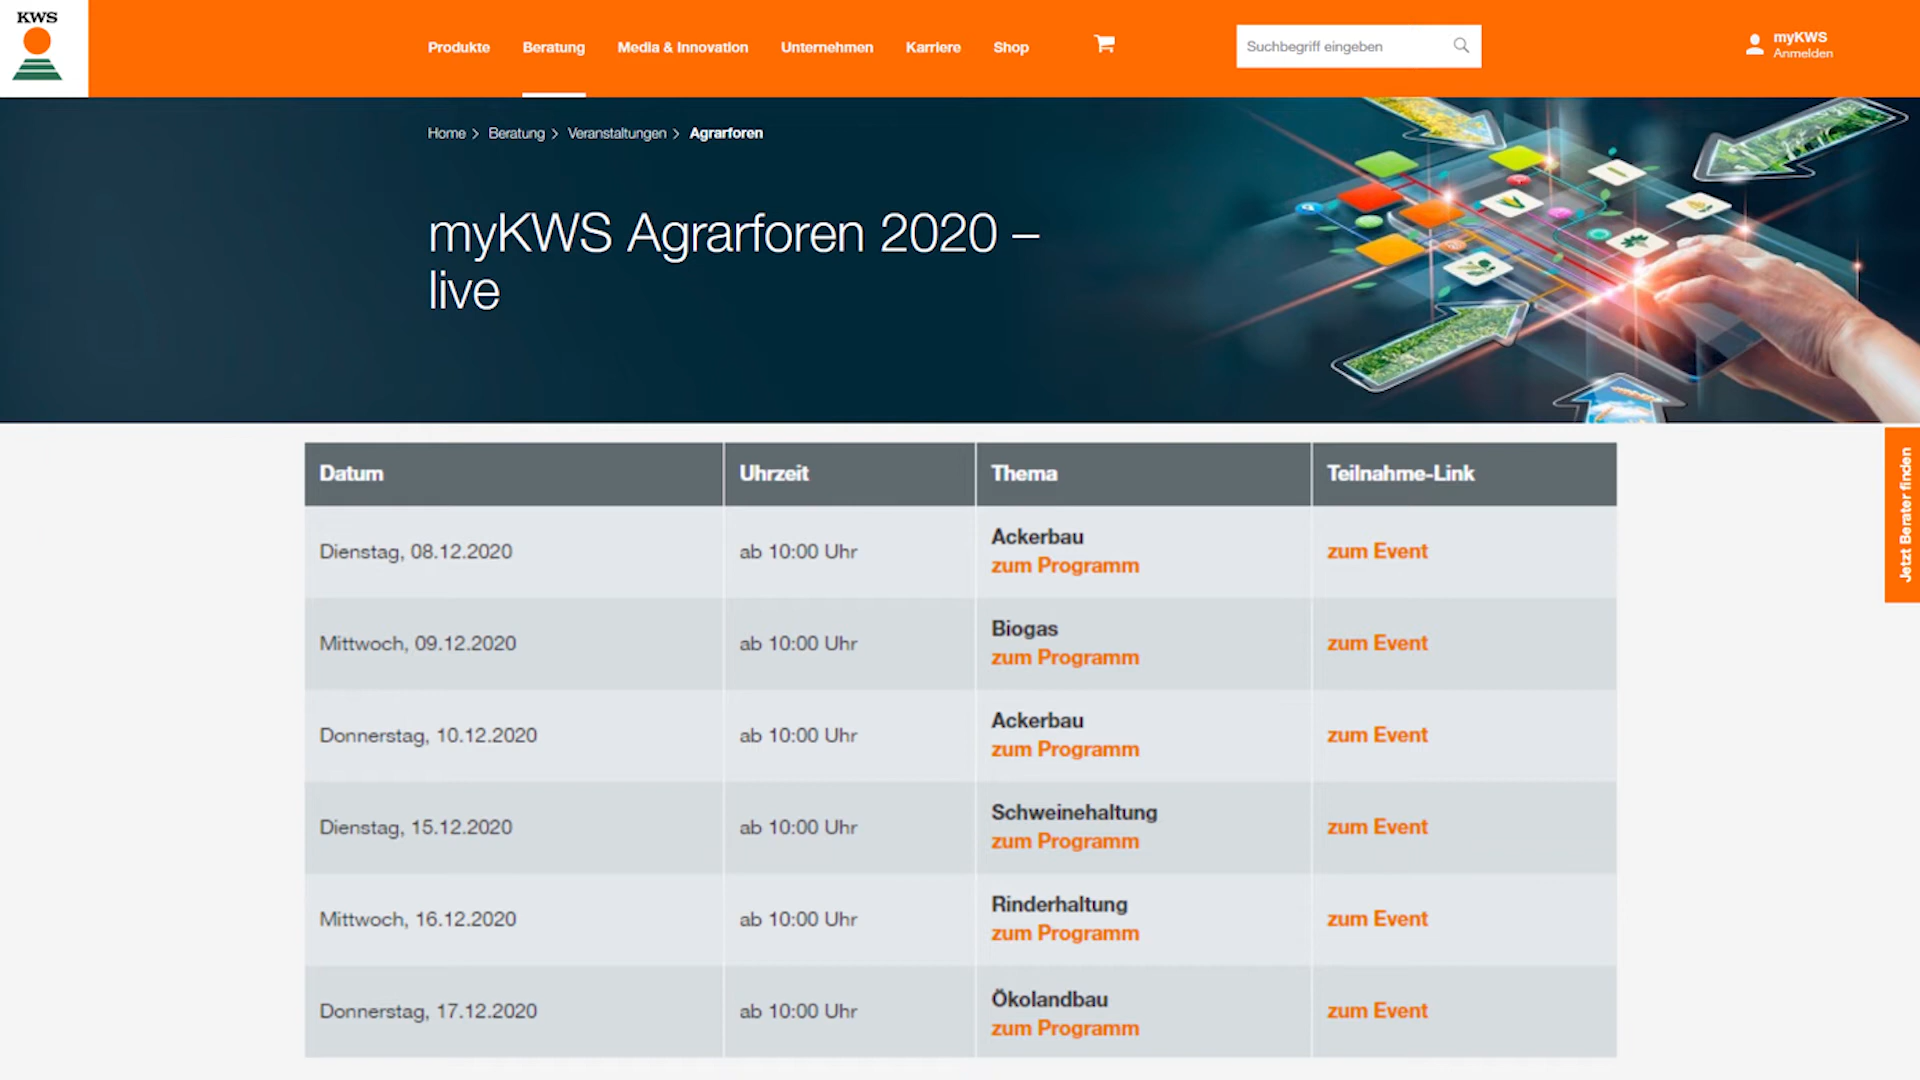 KWS
Produkte Beratung Media & Innovation Unternehmen Karriere Shop
Suchbegriff eingeben
myKWS
Anmelden
Home > Beratung > Veranstaltungen > Agrarforen
myKWS Agrarforen 2020 –
live
Jetzt Berater finden
Datum Uhrzeit Thema Teilnahme-Link
Dienstag, 08.12.2020 ab 10:00 Uhr Ackerbau zum Event
zum Programm
Mittwoch, 09.12.2020 ab 10:00 Uhr Biogas zum Event
zum Programm
Donnerstag, 10.12.2020 ab 10:00 Uhr Ackerbau zum Event
zum Programm
Dienstag, 15.12.2020 ab 10:00 Uhr Schweinehaltung zum Event
zum Programm
Mittwoch, 16.12.2020 ab 10:00 Uhr Rinderhaltung zum Event
zum Programm
Donnerstag, 17.12.2020 ab 10:00 Uhr Ökolandbau zum Event
zum Programm